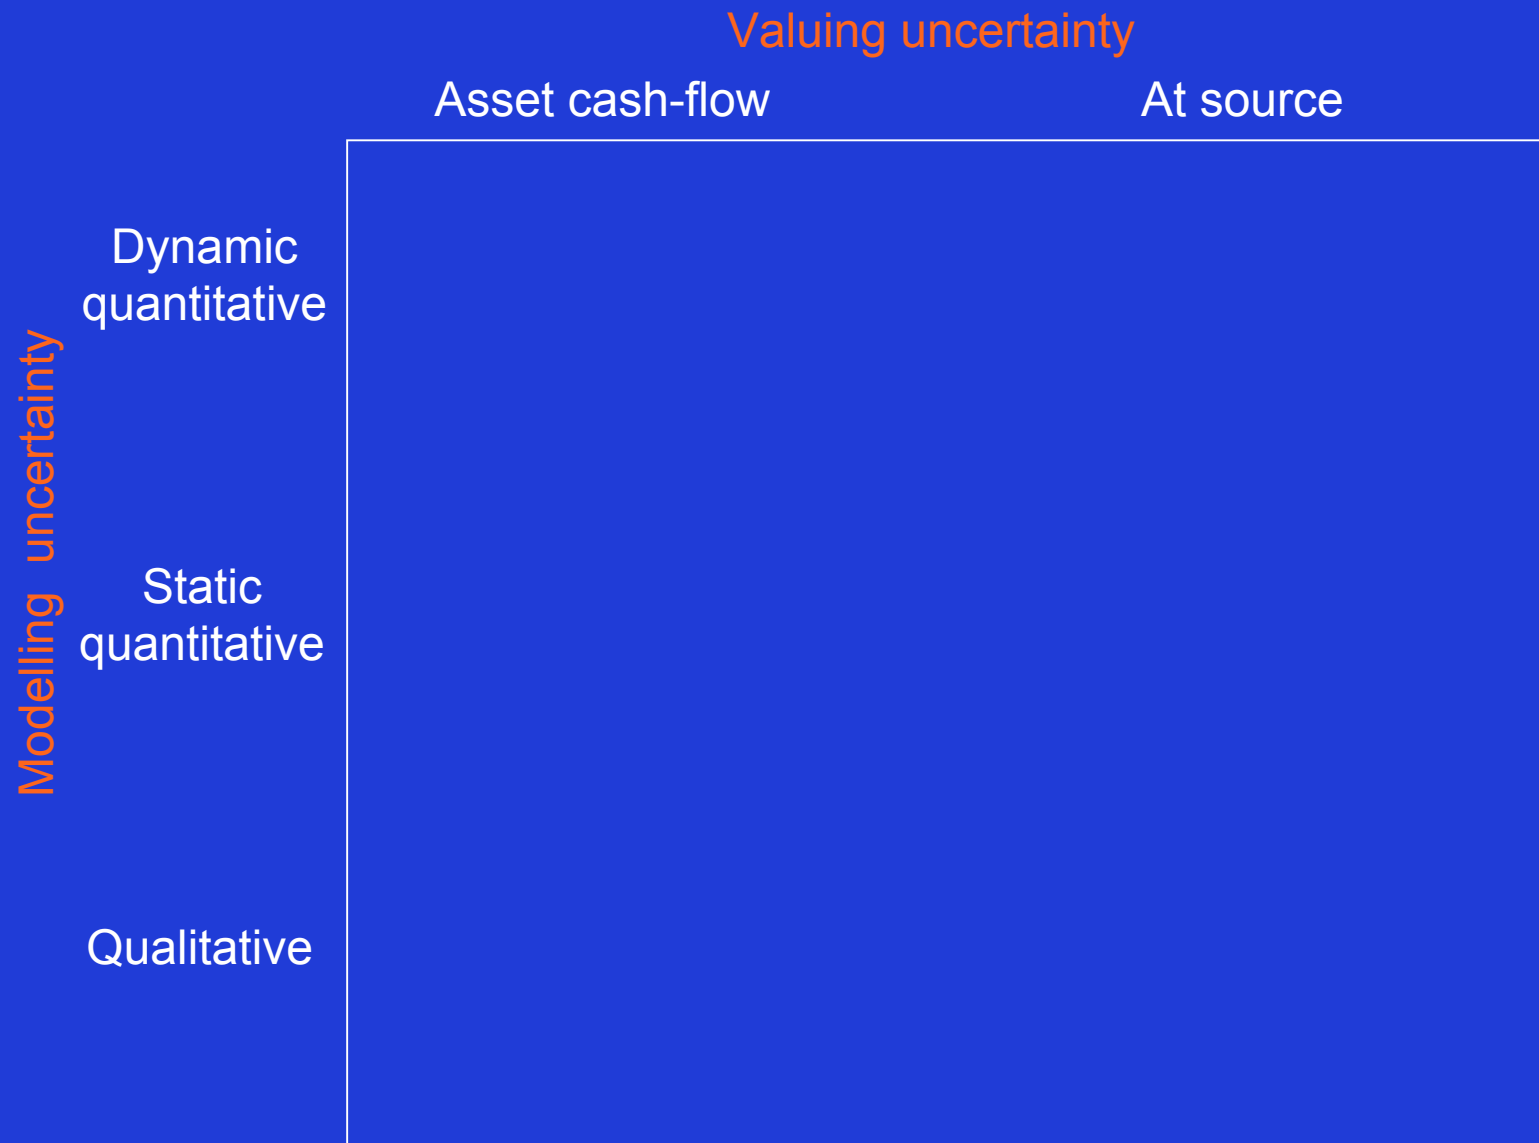 Valuing uncertainty
Asset cash-flow
At source
Modelling uncertainty
Dynamic
quantitative
Static
quantitative
Qualitative